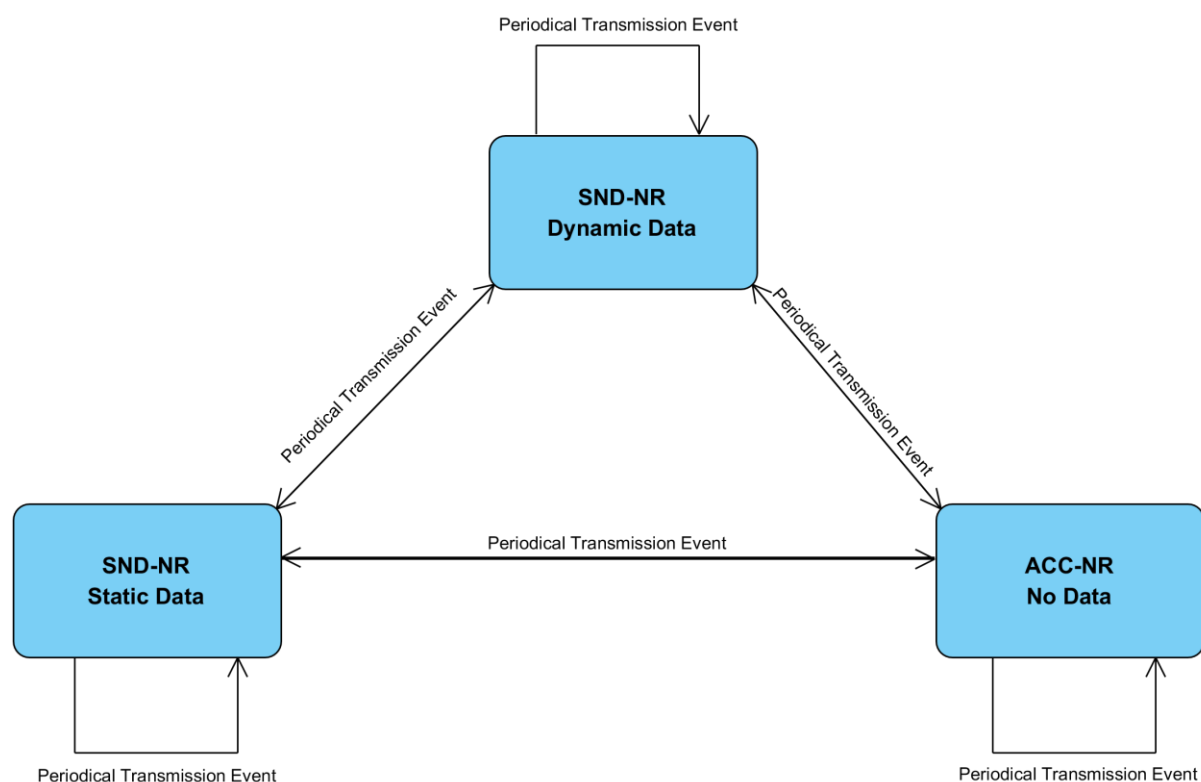 Periodical Transmission Event
SND-NR
Dynamic Data
Periodical Transmission Event
Periodical Transmission Event
Periodical Transmission Event
SND-NR
Static Data
ACC-NR
No Data
Periodical Transmission Event
Periodical Transmission Event